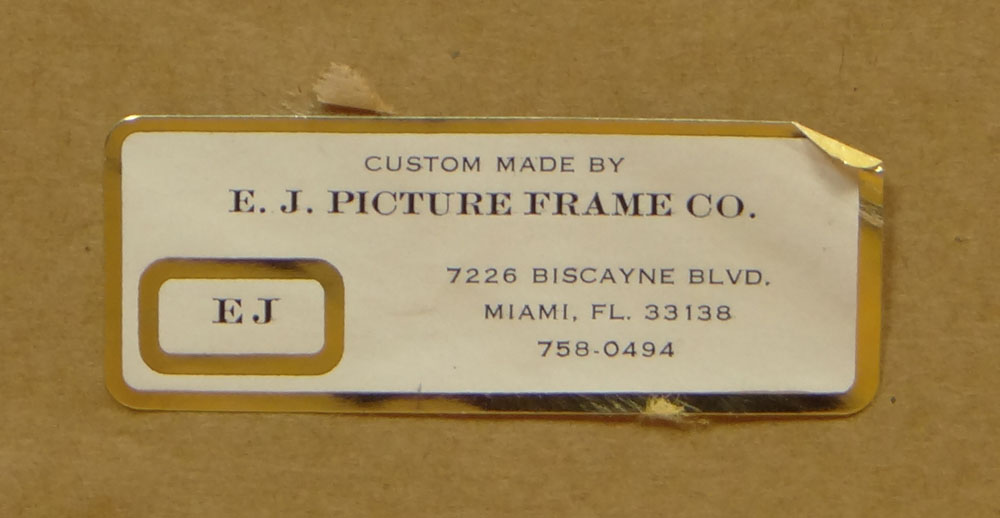 CUSTOM MADE BY
E. J. PICTURE FRAME CO.
EJ
7226 BISCAYNE BLVD.
MIAMI, FL. 33138
758-0494